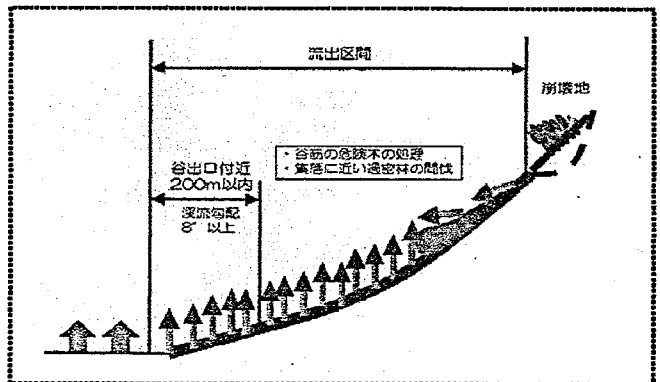 流出区間
崩壊地
・谷筋の危険木の処理
・集落に近い過密林の間伐
谷出口付近
200m以内
渓流勾配
8°以上